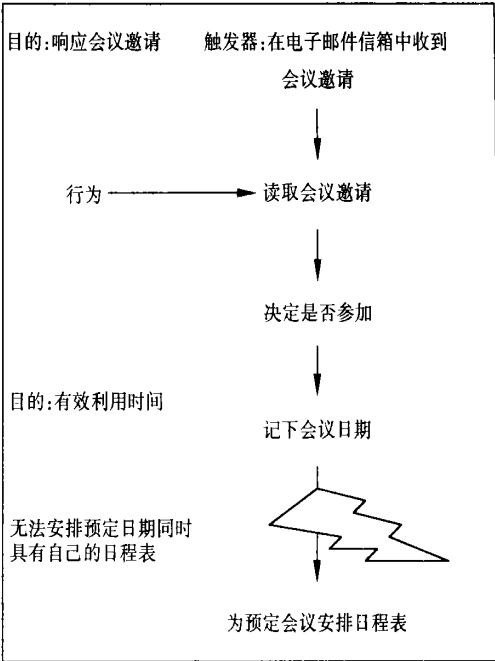 目的:响应会议邀请
触发器:在电子邮件信箱中收到
会议邀请
行为
读取会议邀请
决定是否参加
目的:有效利用时间
记下会议日期
无法安排预定日期同时
具有自己的日程表
为预定会议安排日程表